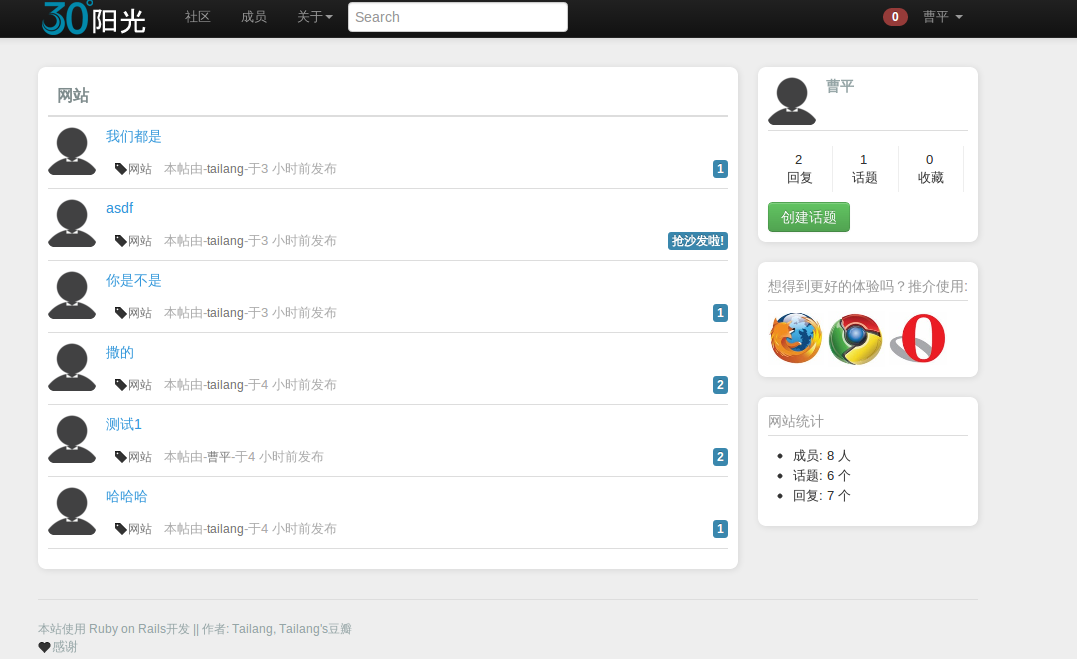 30°阳光 社区 成员 关于 Search 0 曹平
网站
我们都是
网站 本帖由-tailang-于3 小时前发布 1
asdf
网站 本帖由-tailang-于3 小时前发布 抢沙发啦!
你是不是
网站 本帖由-tailang-于3 小时前发布 1
撒的
网站 本帖由-tailang-于4 小时前发布 2
测试1
网站 本帖由-曹平-于4 小时前发布 2
哈哈哈
网站 本帖由-tailang-于4 小时前发布 1
曹平
2 1 0
回复 话题 收藏
创建话题
想得到更好的体验吗？推介使用:
网站统计
成员: 8 人
话题: 6 个
回复: 7 个
本站使用 Ruby on Rails开发 || 作者: Tailang, Tailang's豆瓣
感谢